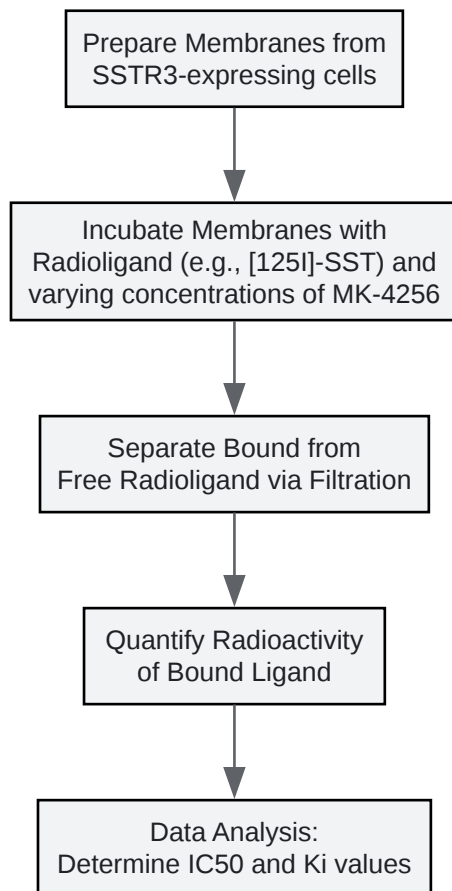 Prepare Membranes from
SSTR3-expressing cells
Incubate Membranes with
Radioligand (e.g., [125I]-SST) and
varying concentrations of MK-4256
Separate Bound from
Free Radioligand via Filtration
Quantify Radioactivity
of Bound Ligand
Data Analysis:
Determine IC50 and Ki values